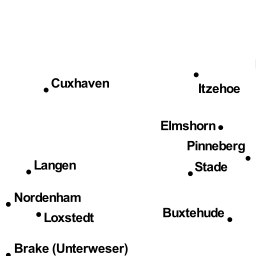 Cuxhaven
Itzehoe
Elmshorn
Pinneberg
Langen
Stade
Nordenham
Loxstedt
Buxtehude
Brake (Unterweser)